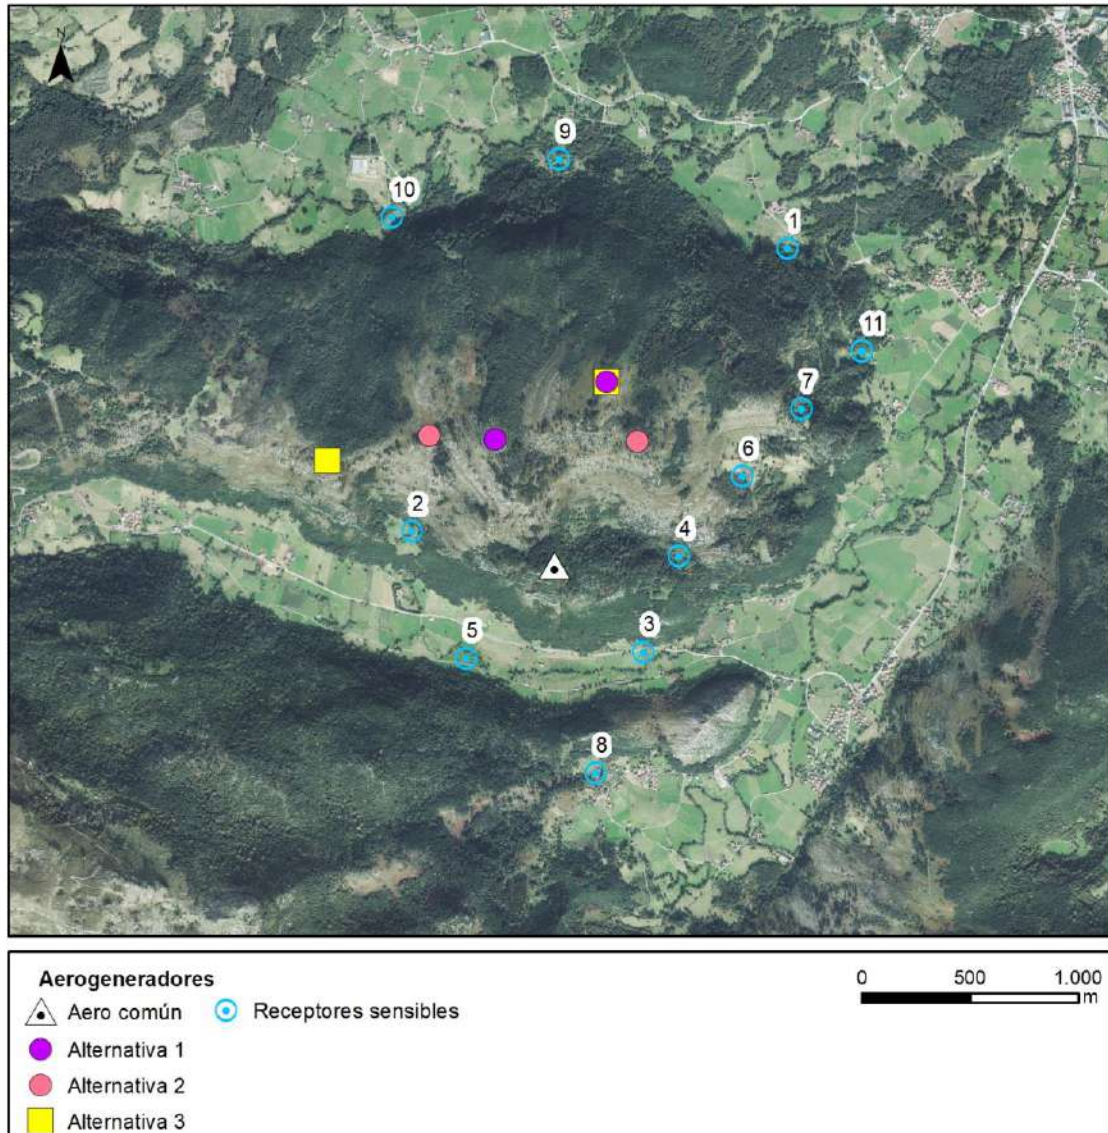 N
9
10
1
11
7
6
2
4
5
3
8
Aerogeneradores
Aero común
Receptores sensibles
Alternativa 1
Alternativa 2
Alternativa 3
0 500 1.000
m